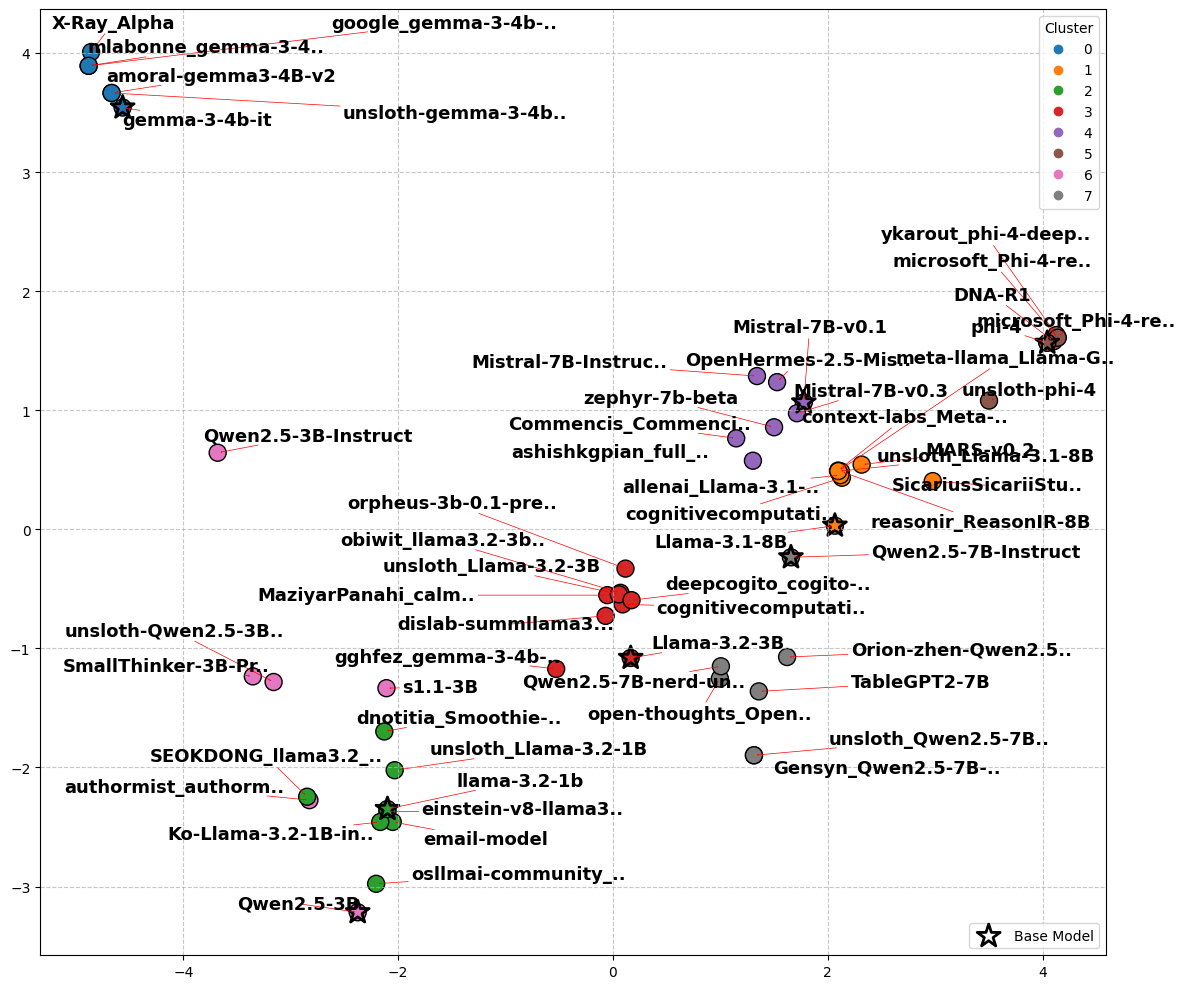 X-Ray_Alpha
google_gemma-3-4b-..
mlabonne_gemma-3-4..
amoral-gemma3-4B-v2
unsloth-gemma-3-4b..
gemma-3-4b-it
Cluster
0
1
2
3
4
5
6
7
ykarout_phi-4-deep..
microsoft_Phi-4-re..
DNA-R1
microsoft_Phi-4-re..
phi-4
Mistral-7B-v0.1
Mistral-7B-Instruc..
OpenHermes-2.5-Mis..
meta-llama_Llama-G..
zephyr-7b-beta
Mistral-7B-v0.3
unsloth-phi-4
Commencis_Commenci..
context-labs_Meta-..
Qwen2.5-3B-Instruct
ashishkgpian_full_..
MARS-v0.2
unsloth_Llama-3.1-8B
allenai_Llama-3.1-..
SicariusSicariiStu..
orpheus-3b-0.1-pre..
cognitivecomputati..
reasonir_ReasonIR-8B
obiwit_llama3.2-3b..
Llama-3.1-8B
Qwen2.5-7B-Instruct
unsloth_Llama-3.2-3B
MaziyarPanahi_calm..
deepcogito_cogito-..
cognitivecomputati..
dislab-summllama3...
unsloth-Qwen2.5-3B..
SmallThinker-3B-Pr..
gghfez_gemma-3-4b-..
Llama-3.2-3B
Orion-zhen-Qwen2.5..
s1.1-3B
Qwen2.5-7B-nerd-un..
TableGPT2-7B
dnotitia_Smoothie-..
open-thoughts_Open..
SEOKDONG_llama3.2_..
unsloth_Llama-3.2-1B
unsloth_Qwen2.5-7B..
Gensyn_Qwen2.5-7B-..
authormist_authorm..
llama-3.2-1b
einstein-v8-llama3..
Ko-Llama-3.2-1B-in..
email-model
osllmai-community_..
Qwen2.5-3B
Base Model
4
3
2
1
0
−1
−2
−3
−4
−2
0
2
4